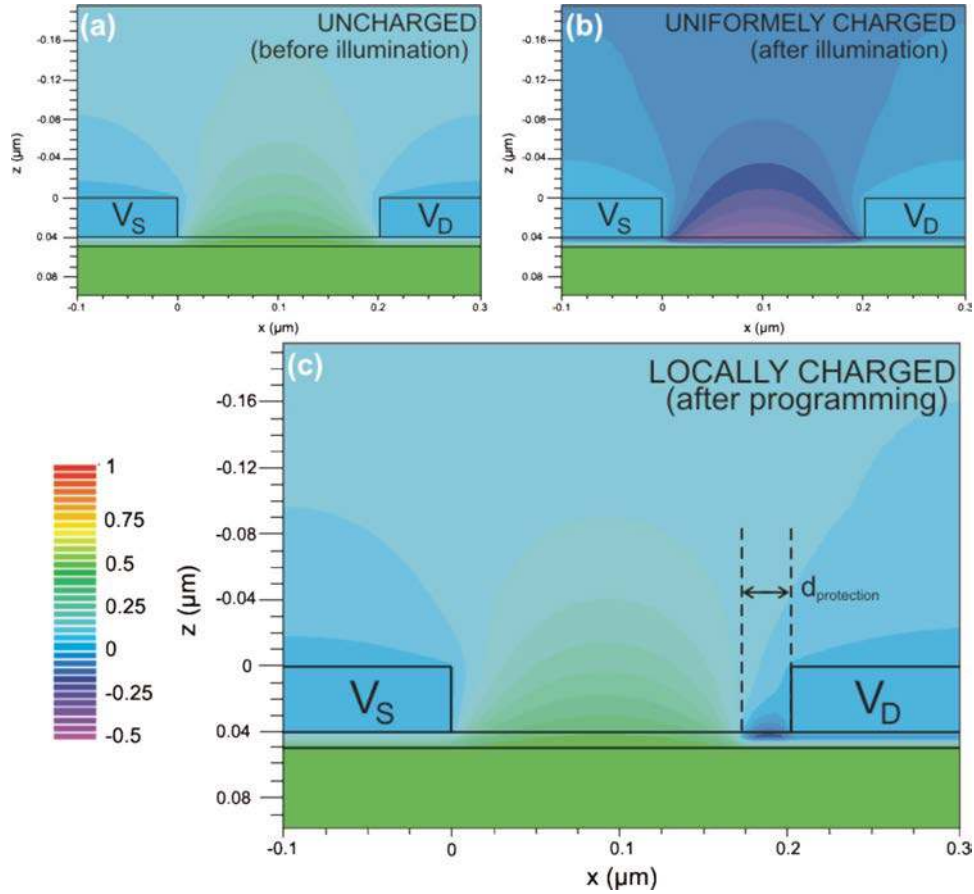 (a)
UNCHARGED
(before illumination)
-0.16
-0.12
-0.08
-0.04
0
0.04
0.08
z (µm)
V_S
V_D
-0.1
0
0.1
0.2
0.3
x (µm)
(b)
UNIFORMELY CHARGED
(after illumination)
-0.16
-0.12
-0.08
-0.04
0
0.04
0.08
z (µm)
V_S
V_D
-0.1
0
0.1
0.2
0.3
x (µm)
(c)
LOCALLY CHARGED
(after programming)
1
0.75
0.5
0.25
0
-0.25
-0.5
-0.16
-0.12
-0.08
-0.04
0
0.04
0.08
z (µm)
d_protection
V_S
V_D
-0.1
0
0.1
0.2
0.3
x (µm)